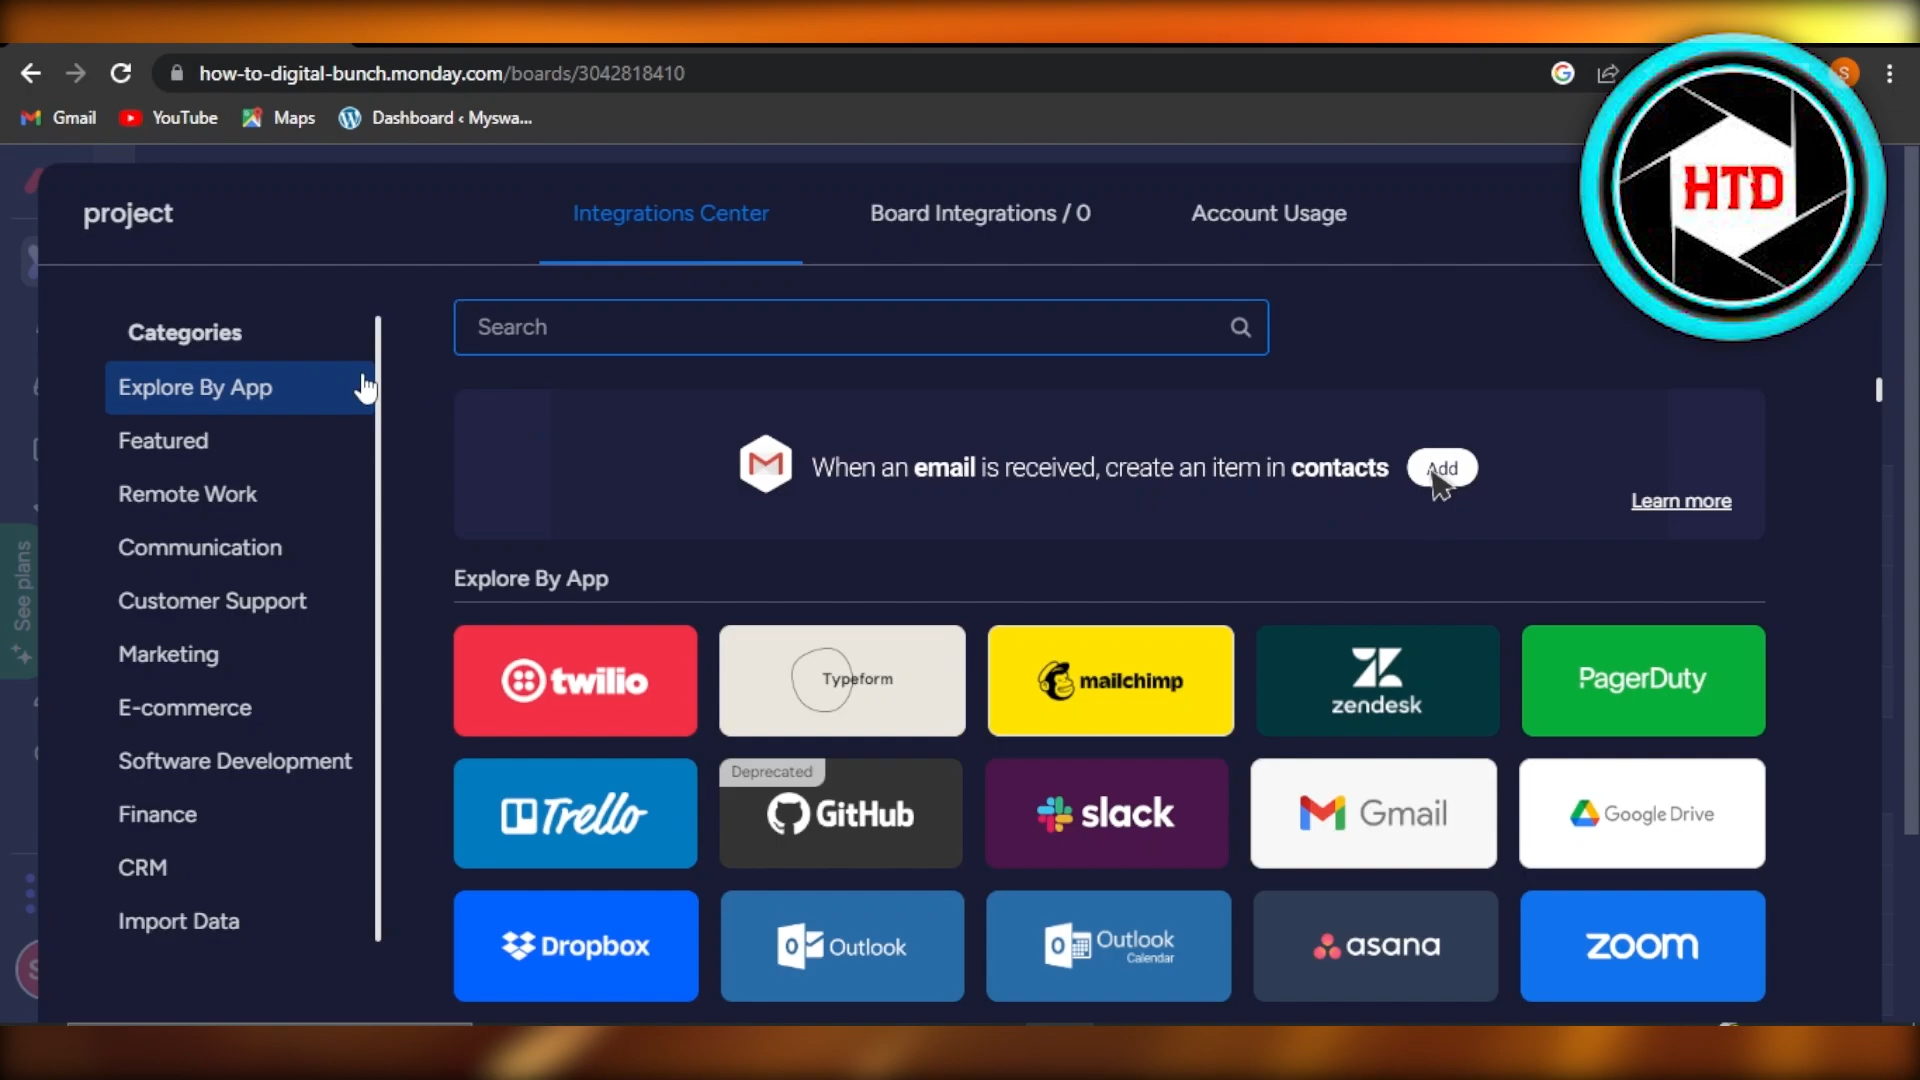 how-to-digital-bunch.monday.com/boards/3042818410
Gmail
YouTube
Maps
Dashboard ‹ Myswa...
S
HTD
project
Integrations Center
Board Integrations / 0
Account Usage
Categories
Explore By App
Featured
Remote Work
Communication
Customer Support
Marketing
E-commerce
Software Development
Finance
CRM
Import Data
See plans
Search
When an email is received, create an item in contacts
Add
Learn more
Explore By App
twilio
Typeform
mailchimp
zendesk
PagerDuty
Trello
Deprecated
GitHub
slack
Gmail
Google Drive
Dropbox
Outlook
Outlook
Calendar
asana
zoom